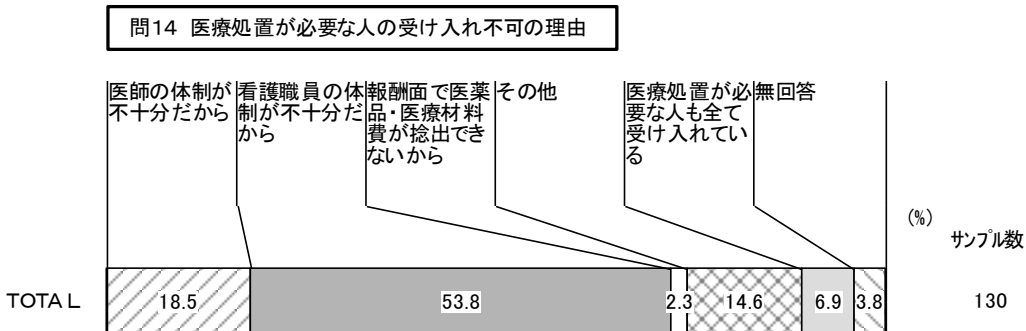 問14 医療処置が必要な人の受け入れ不可の理由
医師の体制が
不十分だから
看護職員の体
制が不十分だ
から
報酬面で医薬
品・医療材料
費が捻出でき
ないから
その他
医療処置が必
要な人も全て
受け入れてい
る
無回答
(%)
サンプル数
TOTAL
18.5
53.8
2.3
14.6
6.9
3.8
130